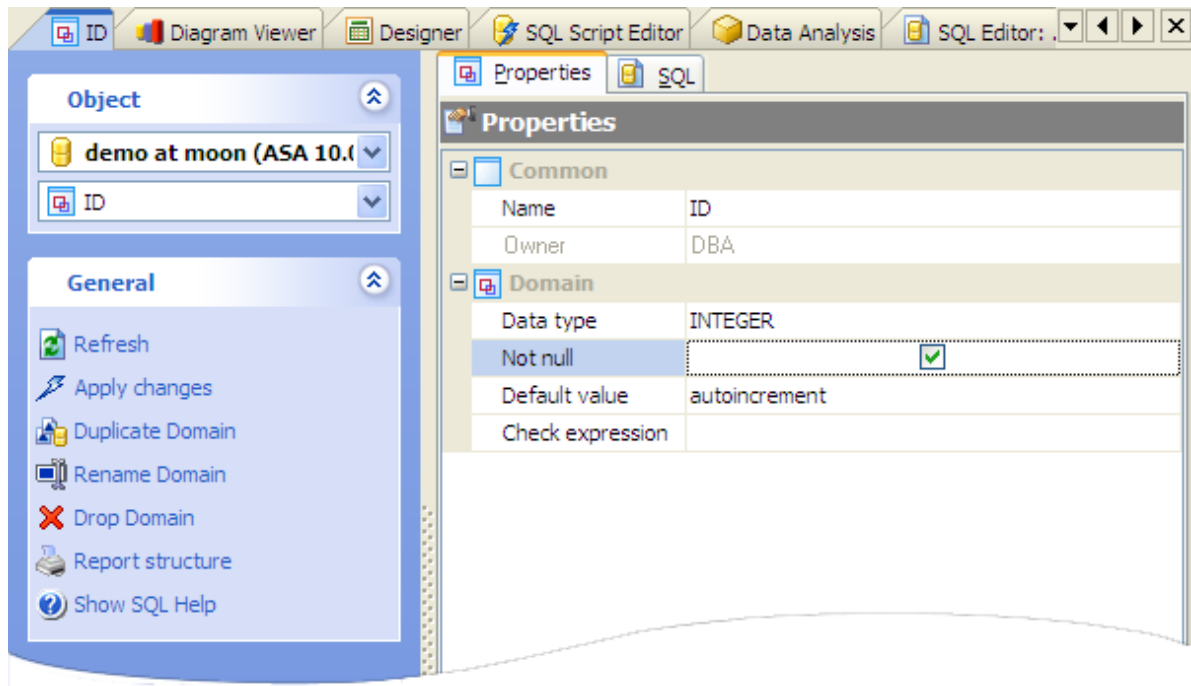 ID Diagram Viewer Designer SQL Script Editor Data Analysis SQL Editor: .
Object
demo at moon (ASA 10.(
ID
General
Refresh
Apply changes
Duplicate Domain
Rename Domain
Drop Domain
Report structure
Show SQL Help
Properties SQL
Properties
Common
Name ID
Owner DBA
Domain
Data type INTEGER
Not null
Default value autoincrement
Check expression